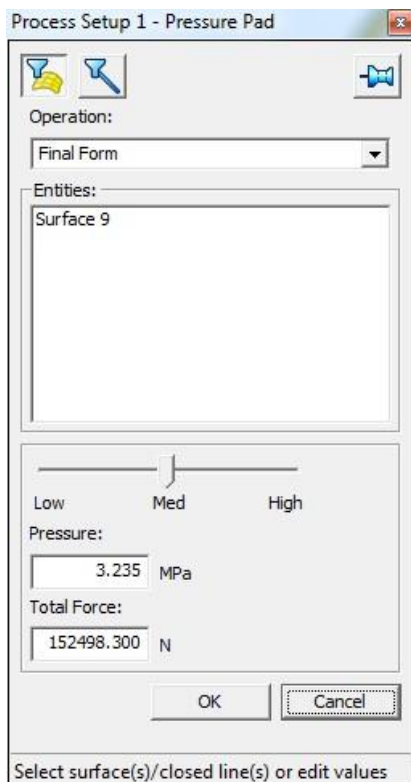 Process Setup 1 - Pressure Pad
Operation:
Final Form
Entities:
Surface 9
Low Med High
Pressure:
3.235 MPa
Total Force:
152498.300 N
OK Cancel
Select surface(s)/closed line(s) or edit values